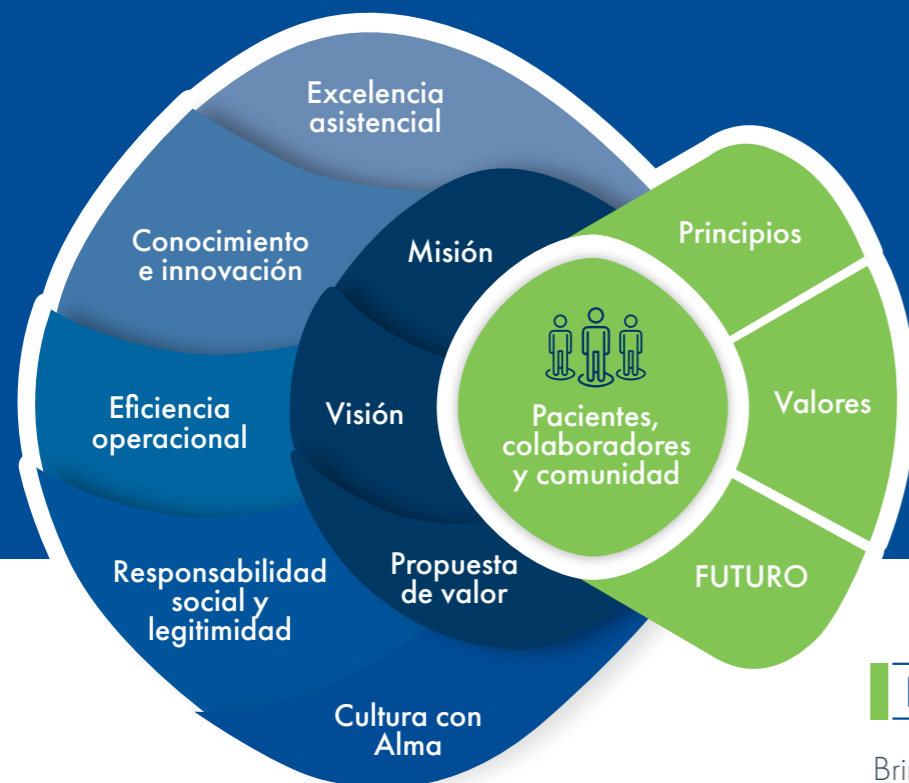 Excelencia
asistencial
Conocimiento
e innovación
Misión
Principios
Eficiencia
operacional
Visión
Pacientes,
colaboradores
y comunidad
Valores
Responsabilidad
social y
legitimidad
Propuesta
de valor
FUTURO
Cultura con
Alma